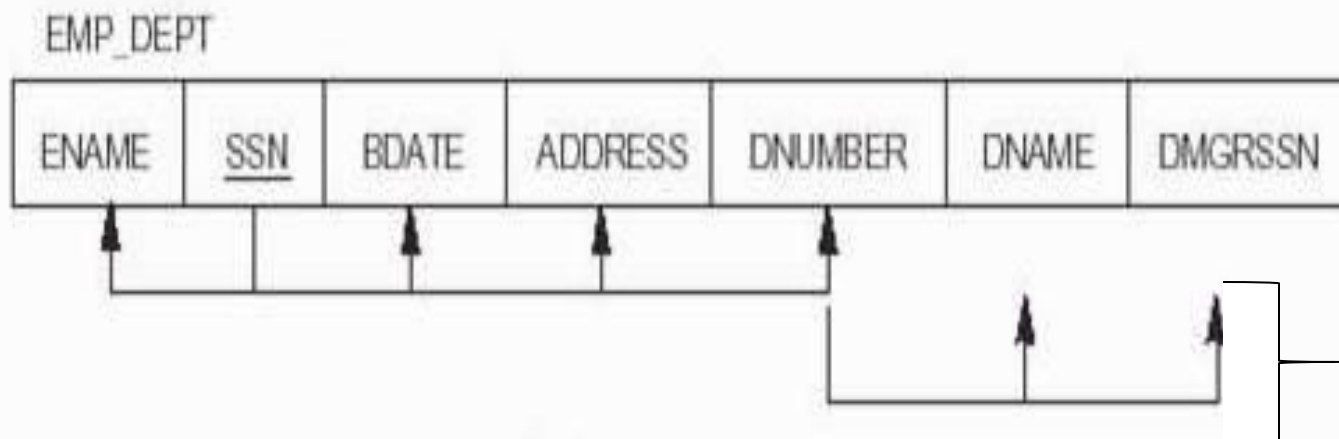 EMP_DEPT
ENAME SSN BDATE ADDRESS DNUMBER DNAME DMGRSSN